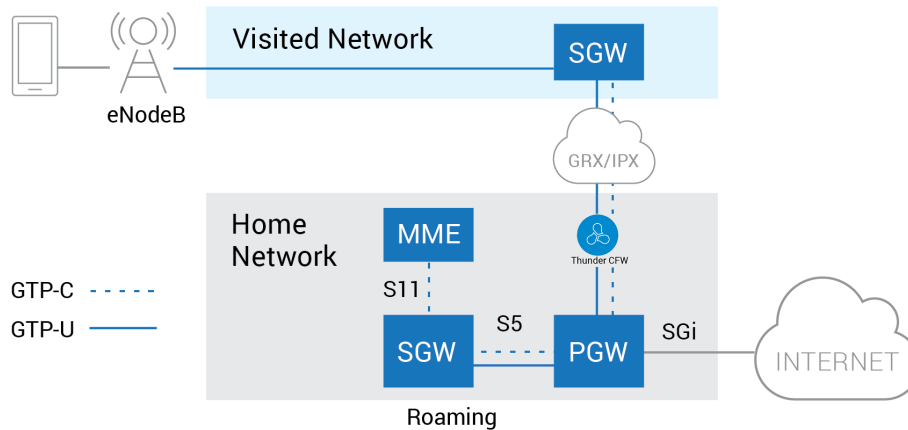 Visited Network
SGW
eNodeB
GRX/IPX
Home
Network
MME
Thunder CFW
GTP-C
S11
GTP-U
S5
SGi
SGW
PGW
INTERNET
Roaming